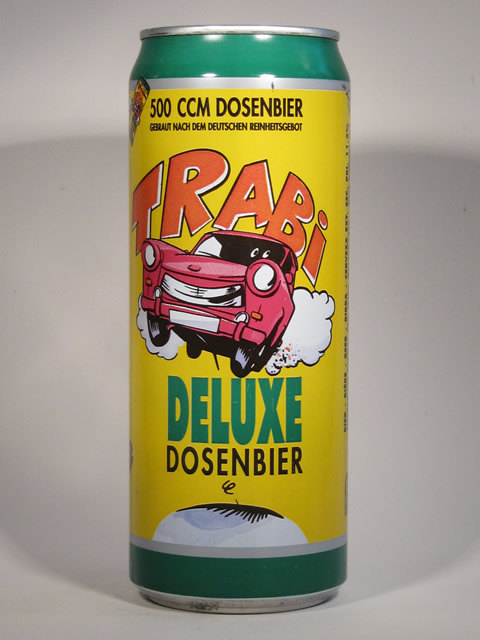 500 CCM DOSENBIER
GEBRAUT NACH DEM DEUTSCHEN REINHEITSGEBOT
TRABI
DELUXE
DOSENBIER